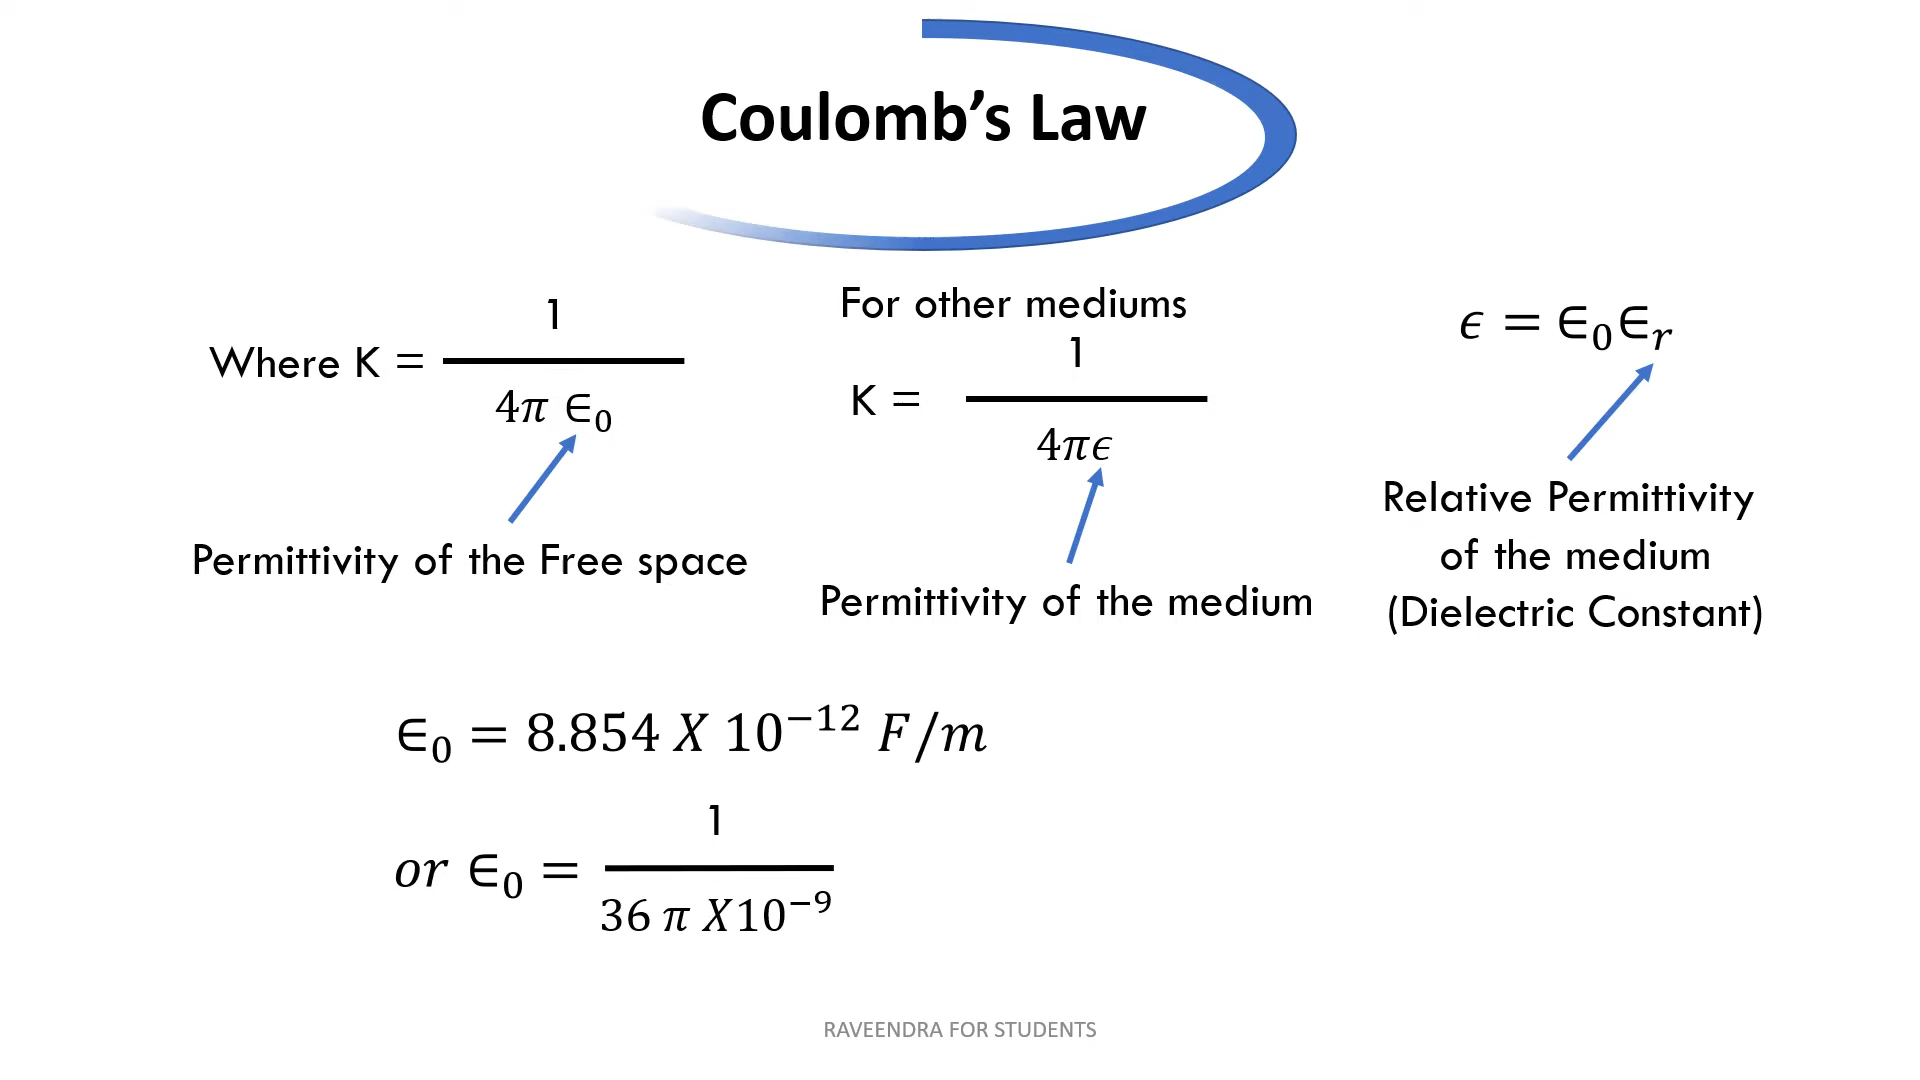 Coulomb’s Law
1
Where K =
4𝜋 ∈₀
Permittivity of the Free space
For other mediums
1
K =
4𝜋𝜖
Permittivity of the medium
𝜖 = ∈₀∈ᵣ
Relative Permittivity
of the medium
(Dielectric Constant)
∈₀ = 8.854 X 10⁻¹² F/m
1
or ∈₀ =
36 𝜋 X10⁻⁹
RAVEENDRA FOR STUDENTS